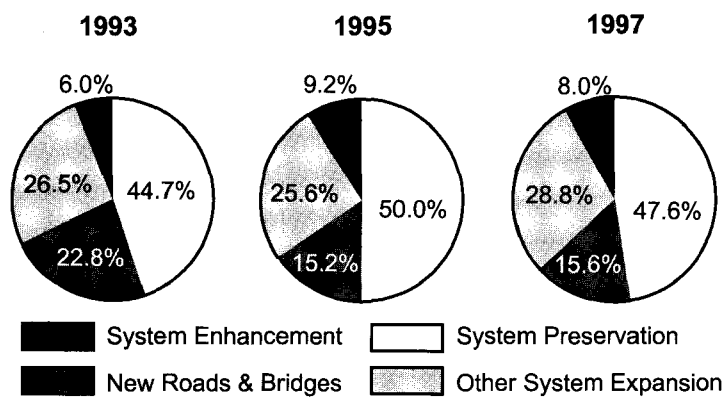 1993 1995 1997
6.0% 9.2% 8.0%
26.5% 44.7% 25.6% 50.0% 28.8% 47.6%
22.8% 15.2% 15.6%
System Enhancement System Preservation
New Roads & Bridges Other System Expansion